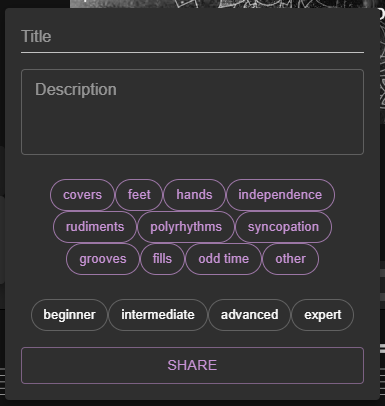 Title
Description
covers feet hands independence
rudiments polyrhythms syncopation
grooves fills odd time other
beginner intermediate advanced expert
SHARE